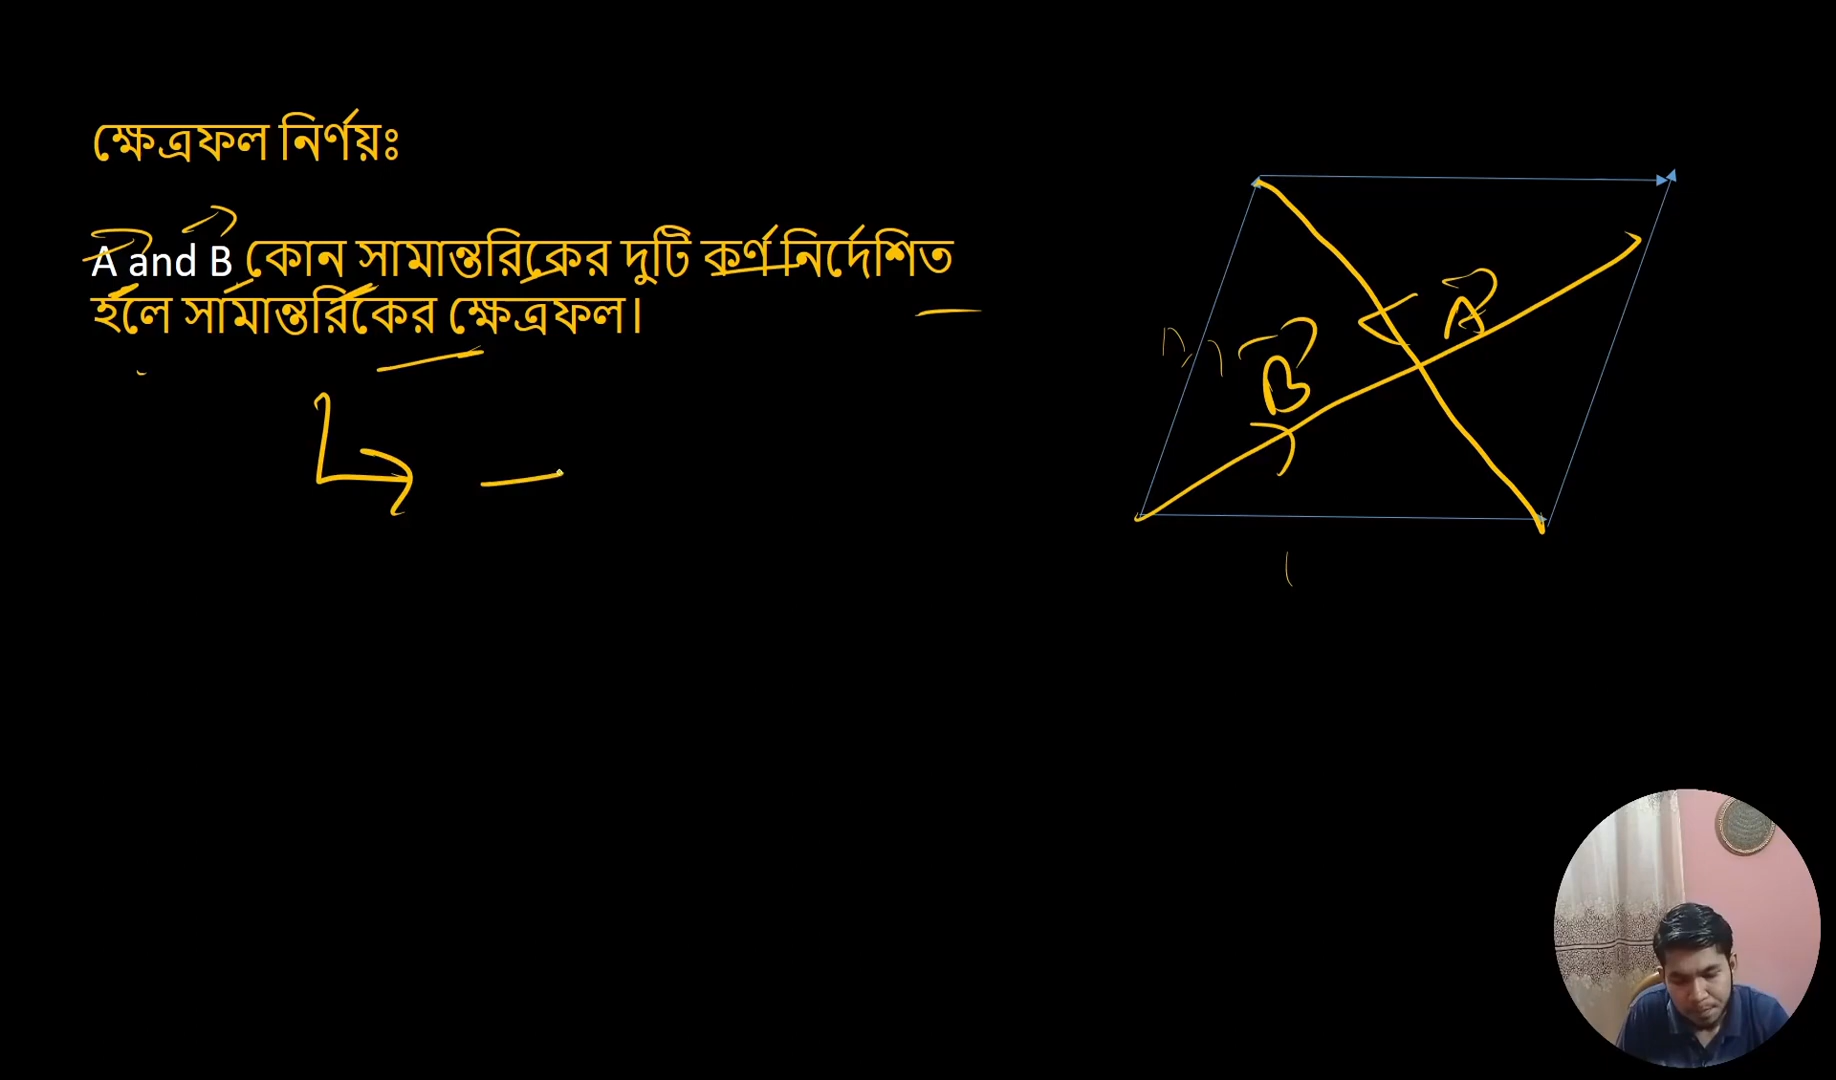 ক্ষেত্রফল নির্ণয়ঃ
A and B কোন সামান্তরিকের দুটি কর্ণ নির্দেশিত
হলে সামান্তরিকের ক্ষেত্রফল।
A
B